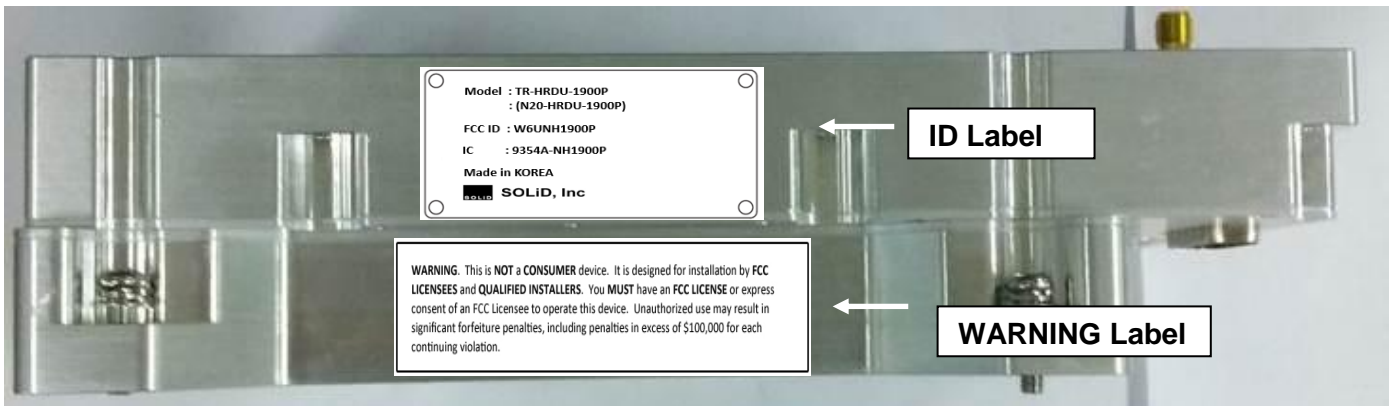 Model : TR-HRDU-1900P
: (N20-HRDU-1900P)
FCC ID : W6UNH1900P
IC : 9354A-NH1900P
Made in KOREA
SOLiD SOLiD, Inc
ID Label
WARNING. This is NOT a CONSUMER device. It is designed for installation by FCC
LICENSEES and QUALIFIED INSTALLERS. You MUST have an FCC LICENSE or express
consent of an FCC Licensee to operate this device. Unauthorized use may result in
significant forfeiture penalties, including penalties in excess of $100,000 for each
continuing violation.
WARNING Label